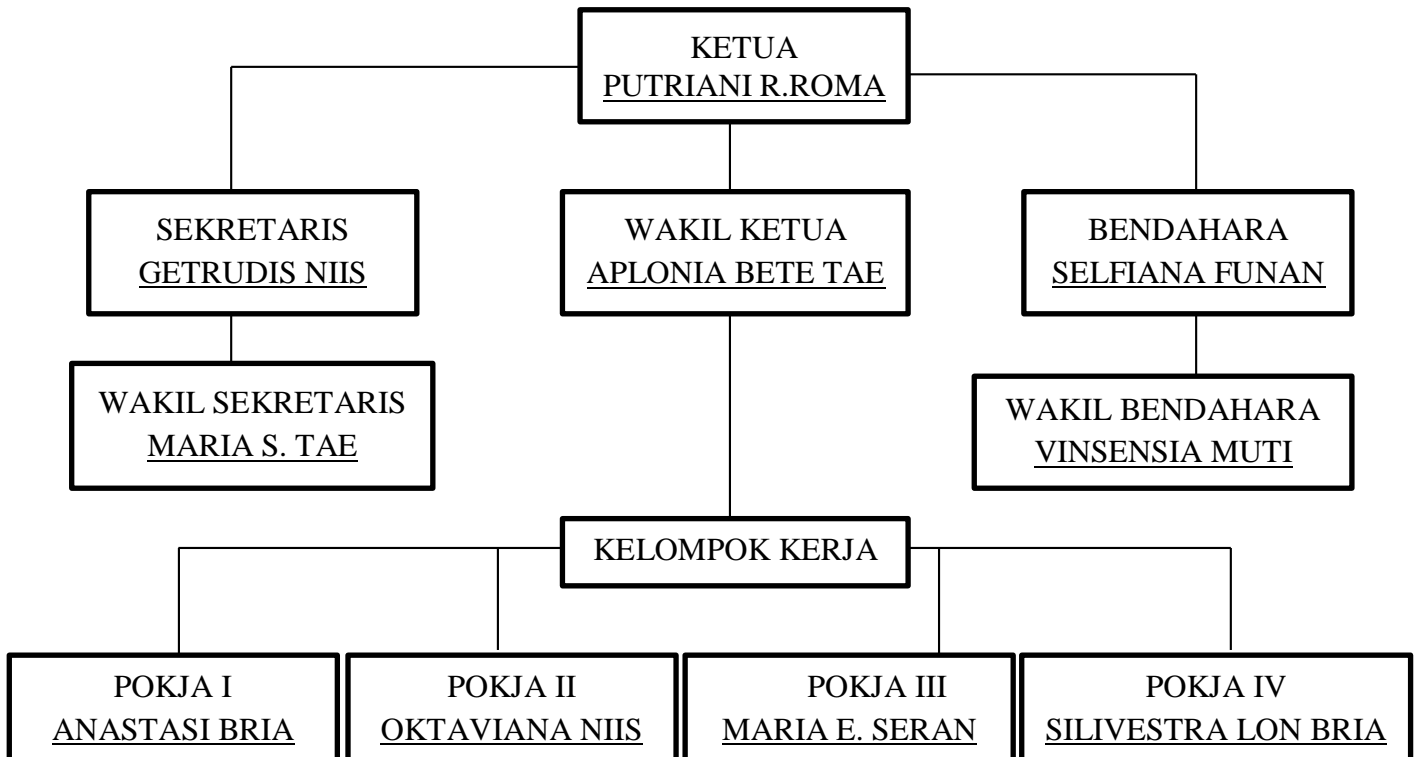 KETUA
PUTRIANI R.ROMA
SEKRETARIS
GETRUDIS NIIS
WAKIL KETUA
APLONIA BETE TAE
BENDAHARA
SELFIANA FUNAN
WAKIL SEKRETARIS
MARIA S. TAE
WAKIL BENDAHARA
VINSENSIA MUTI
KELOMPOK KERJA
POKJA I
ANASTASI BRIA
POKJA II
OKTAVIANA NIIS
POKJA III
MARIA E. SERAN
POKJA IV
SILIVESTRA LON BRIA